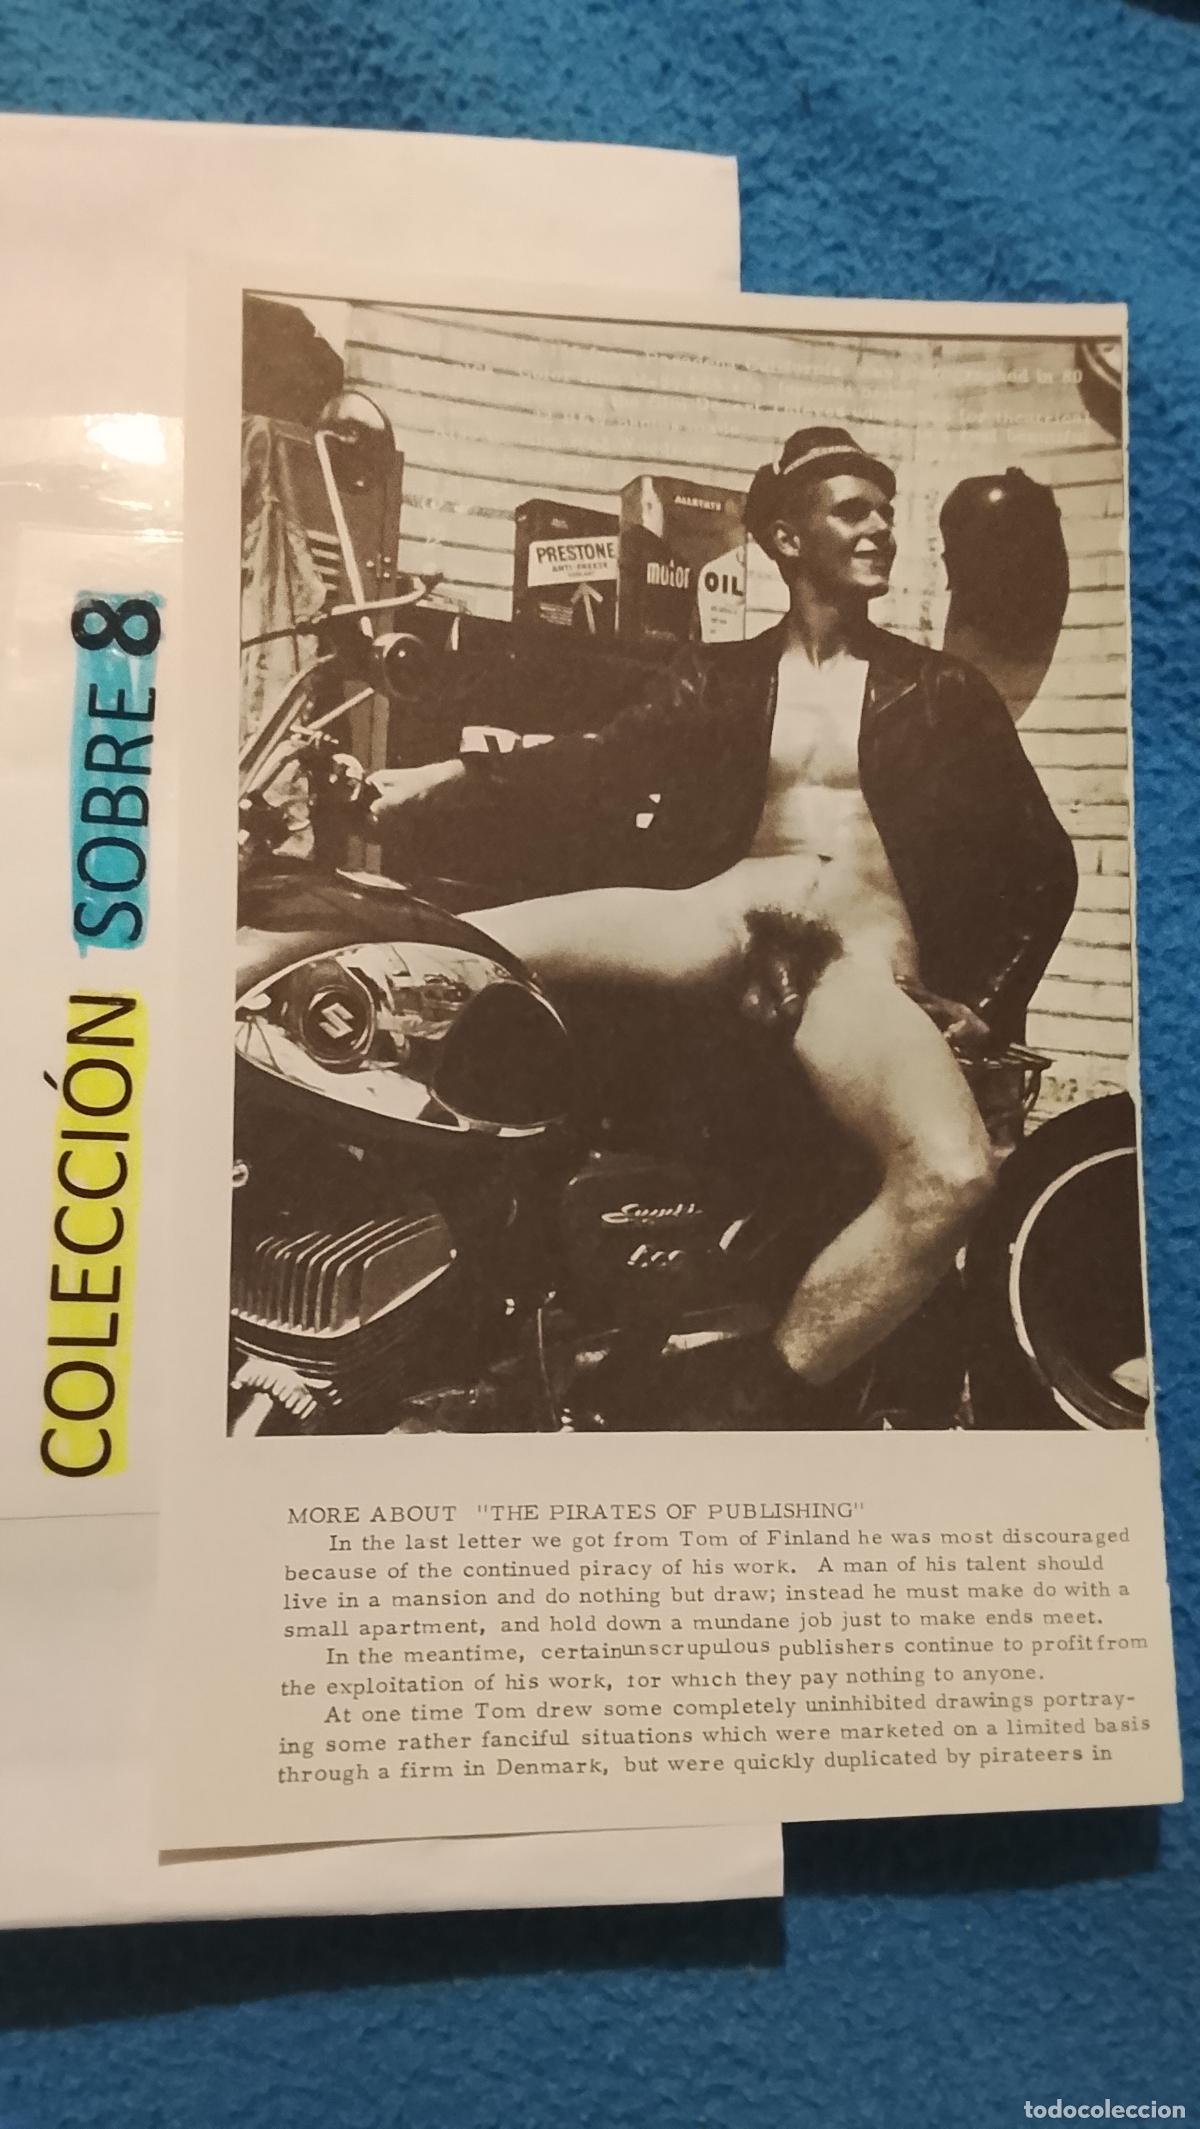 COLECCIÓN SOBRE 8
PRESTONE
ANTI-FREEZE
ALLSTATE
motor OIL
S
Suzuki
MORE ABOUT "THE PIRATES OF PUBLISHING"
In the last letter we got from Tom of Finland he was most discouraged
because of the continued piracy of his work. A man of his talent should
live in a mansion and do nothing but draw; instead he must make do with a
small apartment, and hold down a mundane job just to make ends meet.
In the meantime, certainunscrupulous publishers continue to profit from
the exploitation of his work, for which they pay nothing to anyone.
At one time Tom drew some completely uninhibited drawings portray-
ing some rather fanciful situations which were marketed on a limited basis
through a firm in Denmark, but were quickly duplicated by pirateers in
todocoleccion